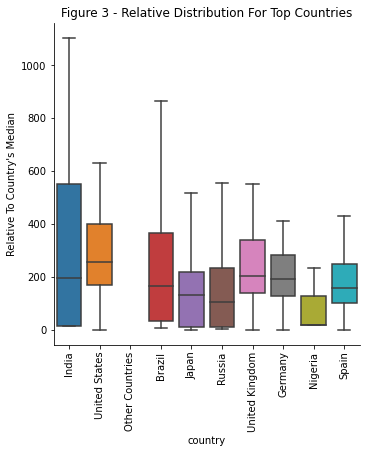 Figure 3 - Relative Distribution For Top Countries
Relative To Country's Median
1000
800
600
400
200
0
India
United States
Other Countries
Brazil
Japan
Russia
United Kingdom
Germany
Nigeria
Spain
country